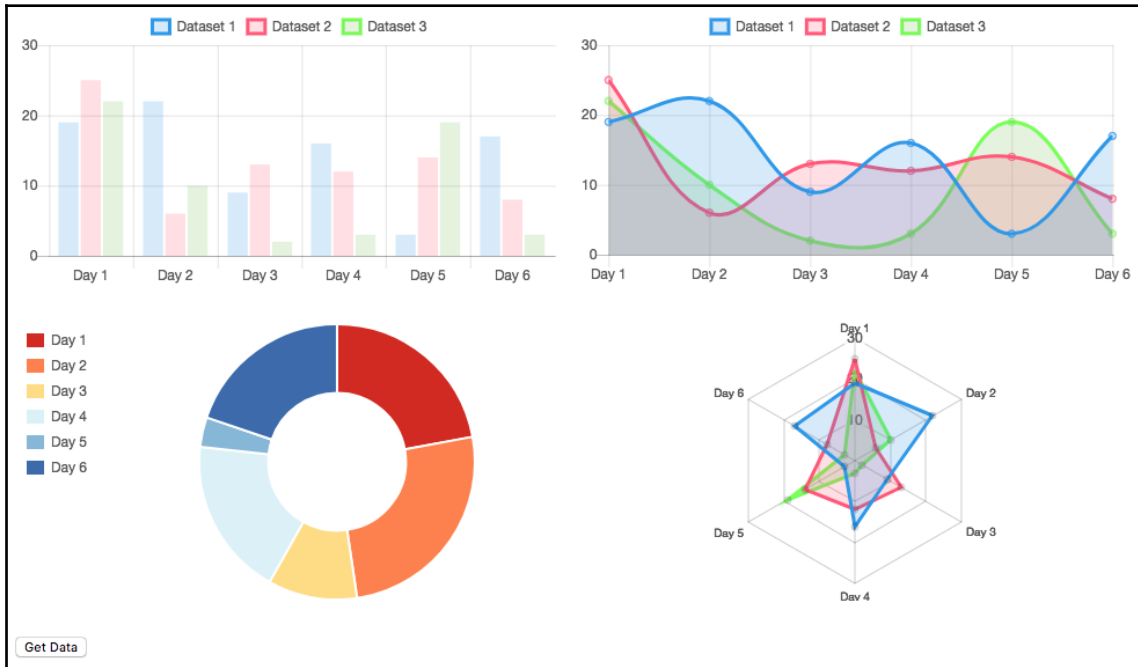 Dataset 1 Dataset 2 Dataset 3
30
20
10
0
Day 1 Day 2 Day 3 Day 4 Day 5 Day 6
Dataset 1 Dataset 2 Dataset 3
30
20
10
0
Day 1 Day 2 Day 3 Day 4 Day 5 Day 6
Day 1
Day 2
Day 3
Day 4
Day 5
Day 6
Day 1
30
20
10
Day 6 Day 2
Day 5 Day 3
Day 4
Get Data